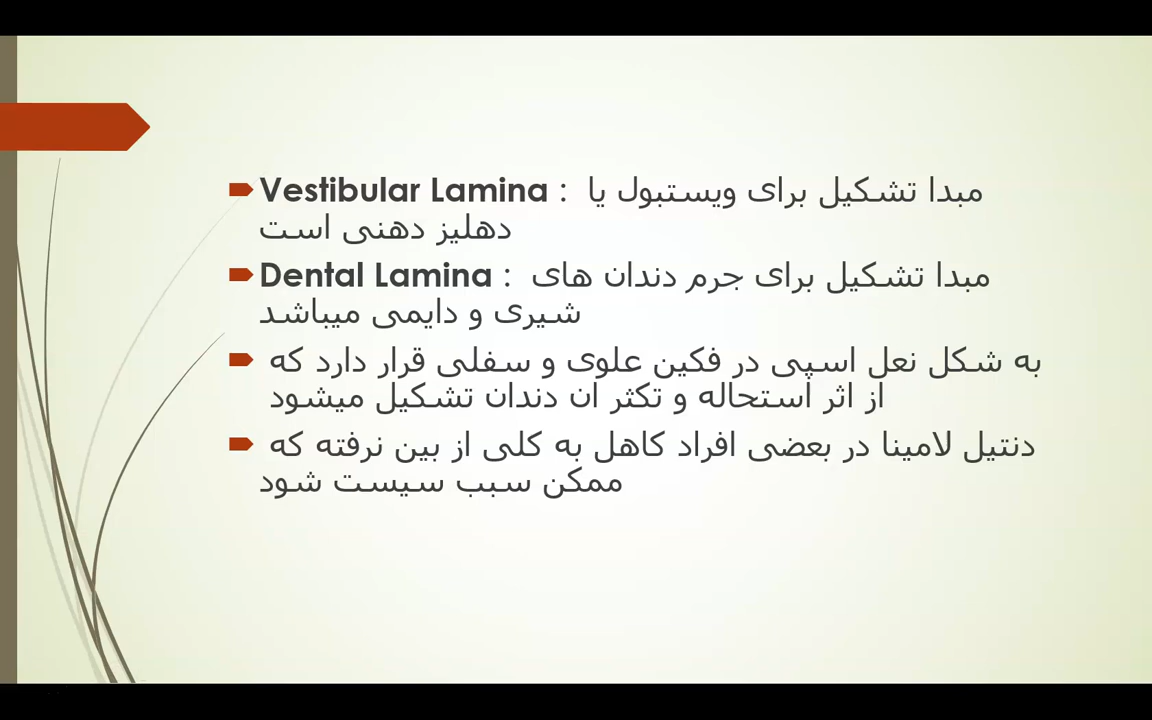 Vestibular Lamina : مبدا تشکیل برای ویستبول یا
دهلیز دهنی است
Dental Lamina : مبدا تشکیل برای جرم دندان های
شیری و دایمی میباشد
به شکل نعل اسپی در فکین علوی و سفلی قرار دارد که
از اثر استحاله و تکثر ان دندان تشکیل میشود
دنتیل لامینا در بعضی افراد کاهل به کلی از بین نرفته که
ممکن سبب سیست شود